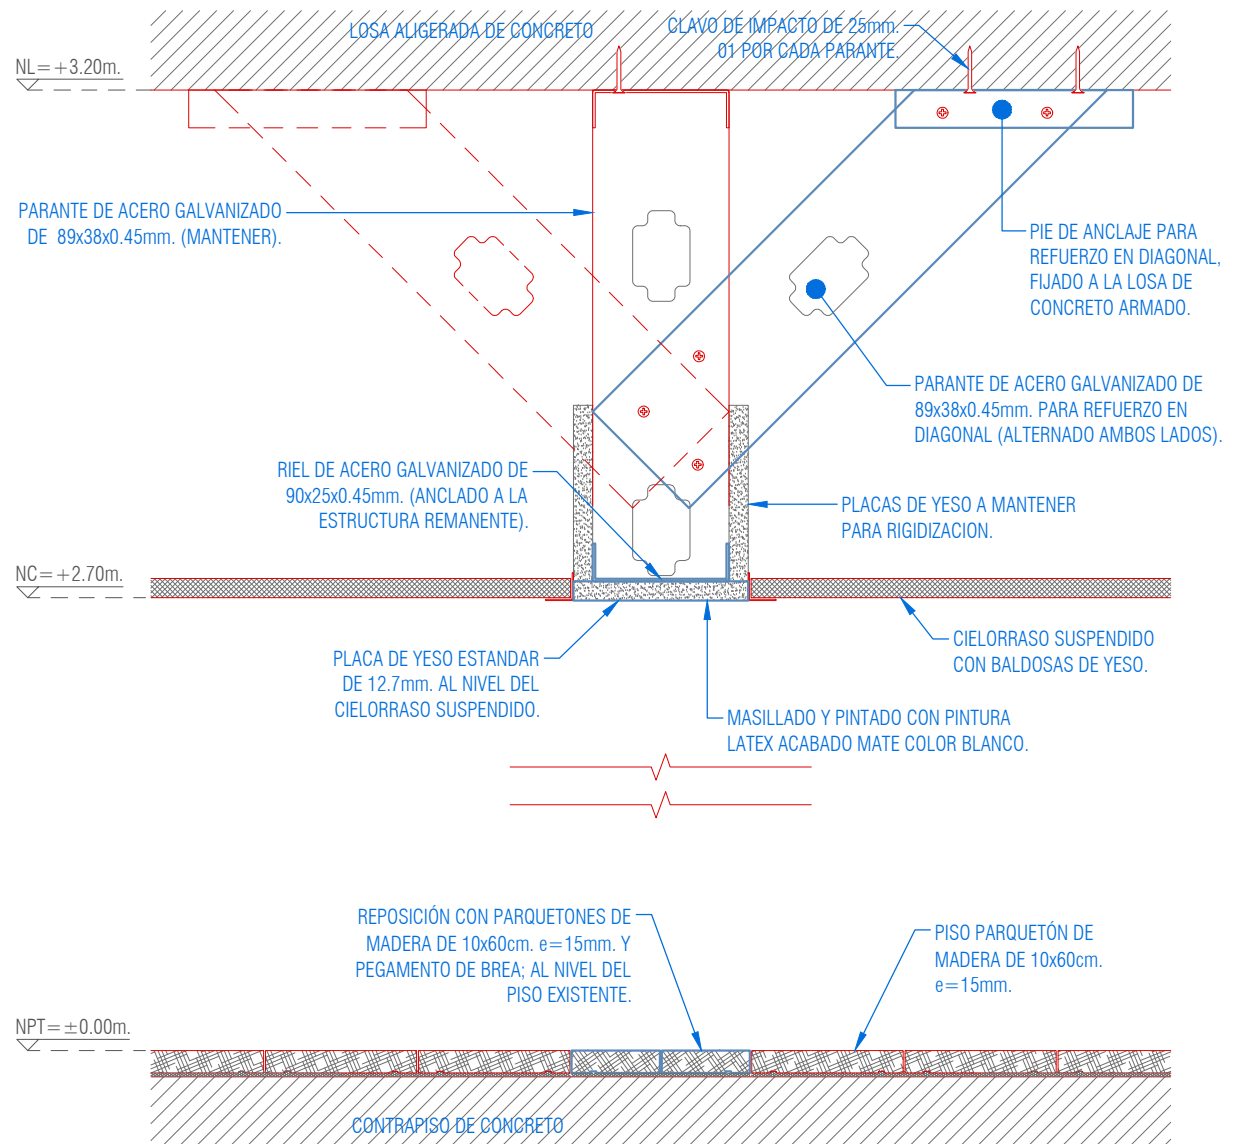 LOSA ALIGERADA DE CONCRETO
CLAVO DE IMPACTO DE 25mm.
01 POR CADA PARANTE.
NL=+3.20m.
PARANTE DE ACERO GALVANIZADO
DE 89x38x0.45mm. (MANTENER).
PIE DE ANCLAJE PARA
REFUERZO EN DIAGONAL,
FIJADO A LA LOSA DE
CONCRETO ARMADO.
PARANTE DE ACERO GALVANIZADO DE
89x38x0.45mm. PARA REFUERZO EN
DIAGONAL (ALTERNADO AMBOS LADOS).
RIEL DE ACERO GALVANIZADO DE
90x25x0.45mm. (ANCLADO A LA
ESTRUCTURA REMANENTE).
PLACAS DE YESO A MANTENER
PARA RIGIDIZACION.
NC=+2.70m.
CIELORRASO SUSPENDIDO
CON BALDOSAS DE YESO.
PLACA DE YESO ESTANDAR
DE 12.7mm. AL NIVEL DEL
CIELORRASO SUSPENDIDO.
MASILLADO Y PINTADO CON PINTURA
LATEX ACABADO MATE COLOR BLANCO.
REPOSICIÓN CON PARQUETONES DE
MADERA DE 10x60cm. e=15mm. Y
PEGAMENTO DE BREA; AL NIVEL DEL
PISO EXISTENTE.
PISO PARQUETÓN DE
MADERA DE 10x60cm.
e=15mm.
NPT=±0.00m.
CONTRAPISO DE CONCRETO